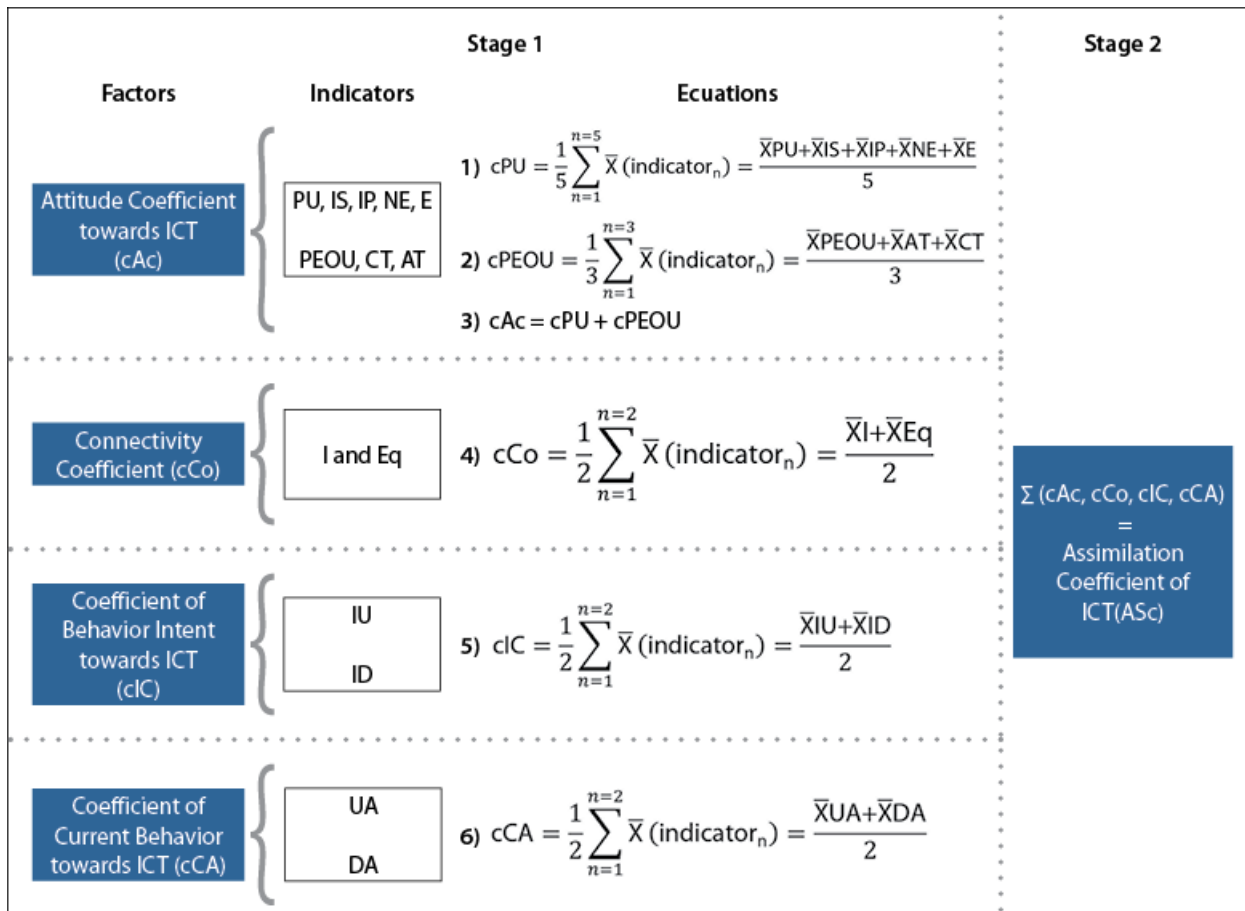 Stage 1
Stage 2
Factors
Indicators
Ecuations
Attitude Coefficient
towards ICT
(cAc)
PU, IS, IP, NE, E
PEOU, CT, AT
1) cPU = 1/5 ∑_{n=1}^{n=5} X̅ (indicator_n) = (X̅PU+X̅IS+X̅IP+X̅NE+X̅E)/5
2) cPEOU = 1/3 ∑_{n=1}^{n=3} X̅ (indicator_n) = (X̅PEOU+X̅AT+X̅CT)/3
3) cAc = cPU + cPEOU
Connectivity
Coefficient (cCo)
I and Eq
4) cCo = 1/2 ∑_{n=1}^{n=2} X̅ (indicator_n) = (X̅I+X̅Eq)/2
Coefficient of
Behavior Intent
towards ICT
(cIC)
IU
ID
5) cIC = 1/2 ∑_{n=1}^{n=2} X̅ (indicator_n) = (X̅IU+X̅ID)/2
Coefficient of
Current Behavior
towards ICT (cCA)
UA
DA
6) cCA = 1/2 ∑_{n=1}^{n=2} X̅ (indicator_n) = (X̅UA+X̅DA)/2
Σ (cAc, cCo, cIC, cCA)
=
Assimilation
Coefficient of
ICT(ASc)